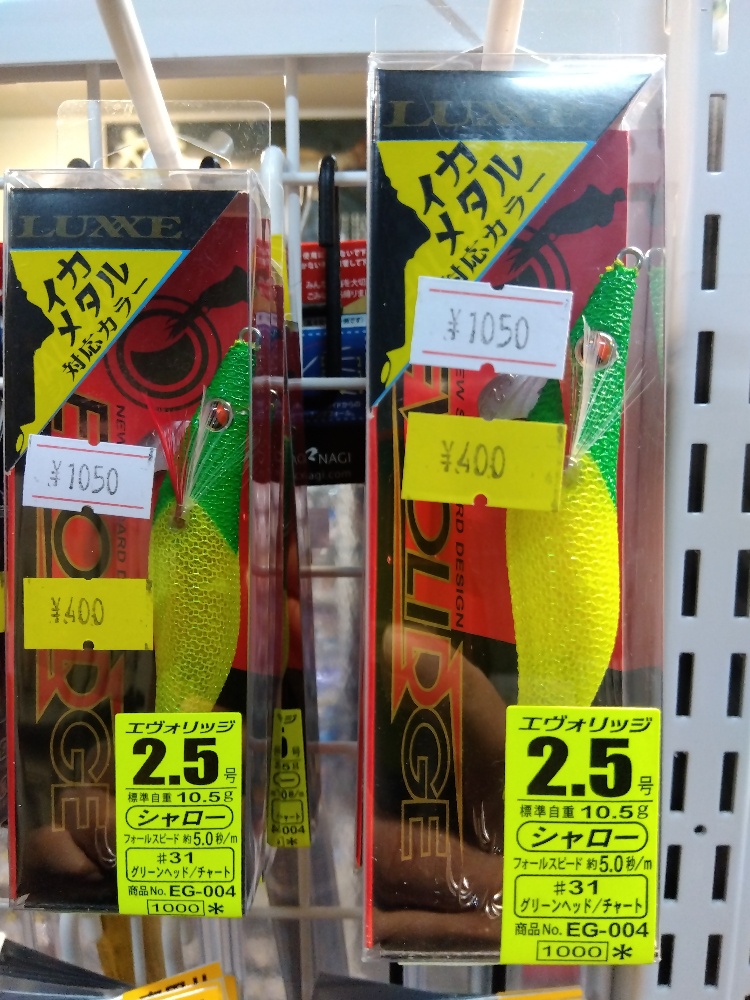 LUXXE
イカ
メタル
対応カラー
¥1050
¥400
エヴォリッジ
2.5号
標準自重 10.5g
シャロー
フォールスピード 約5.0秒/m
#31
グリーンヘッド/チャート
商品No. EG-004
1000＊
LUXXE
イカ
メタル
対応カラー
¥1050
¥400
DESIGN
エヴォリッジ
2.5号
標準自重 10.5g
シャロー
フォールスピード 約5.0秒/m
#31
グリーンヘッド/チャート
商品No. EG-004
1000＊